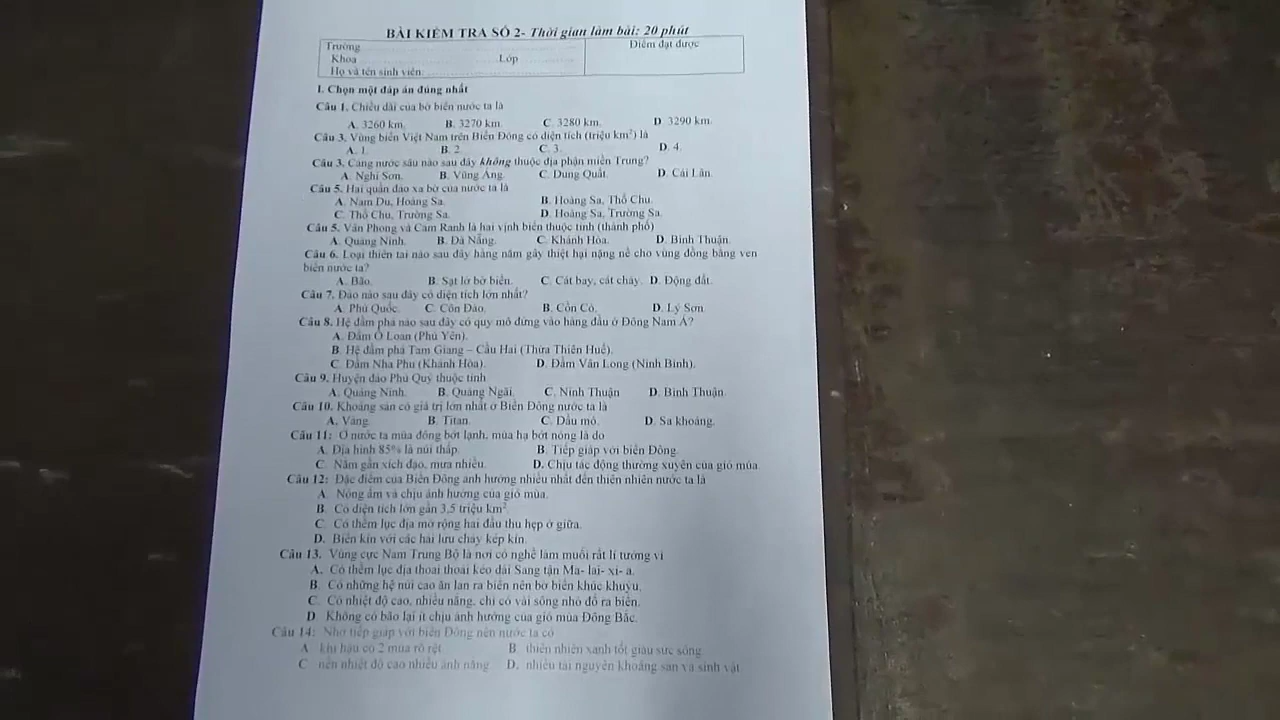 BÀI KIỂM TRA SỐ 2- Thời gian làm bài: 20 phút
Trường
Điểm đạt được
Khoa Lớp
Họ và tên sinh viên:
I. Chọn một đáp án đúng nhất
Câu 1. Chiều dài của bờ biển nước ta là
A. 3260 km. B. 3270 km. C. 3280 km. D. 3290 km.
Câu 3. Vùng biển Việt Nam trên Biển Đông có diện tích (triệu km²) là
A. 1. B. 2. C. 3. D. 4.
Câu 3. Cảng nước sâu nào sau đây không thuộc địa phận miền Trung?
A. Nghi Sơn. B. Vũng Áng. C. Dung Quất. D. Cái Lân.
Câu 5. Hai quần đảo xa bờ của nước ta là
A. Nam Du, Hoàng Sa. B. Hoàng Sa, Thổ Chu.
C. Thổ Chu, Trường Sa. D. Hoàng Sa, Trường Sa.
Câu 5. Vân Phong và Cam Ranh là hai vịnh biển thuộc tỉnh (thành phố)
A. Quảng Ninh. B. Đà Nẵng. C. Khánh Hòa. D. Bình Thuận.
Câu 6. Loại thiên tai nào sau đây hàng năm gây thiệt hại nặng nề cho vùng đồng bằng ven
biển nước ta?
A. Bão. B. Sạt lở bờ biển. C. Cát bay, cát chảy. D. Động đất.
Câu 7. Đảo nào sau đây có diện tích lớn nhất?
A. Phú Quốc. C. Côn Đảo. B. Cồn Cỏ. D. Lý Sơn.
Câu 8. Hệ đầm phá nào sau đây có quy mô đứng vào hàng đầu ở Đông Nam Á?
A. Đầm Ô Loan (Phú Yên).
B. Hệ đầm phá Tam Giang – Cầu Hai (Thừa Thiên Huế).
C. Đầm Nha Phu (Khánh Hòa). D. Đầm Vân Long (Ninh Bình).
Câu 9. Huyện đảo Phú Quý thuộc tỉnh
A. Quảng Ninh. B. Quảng Ngãi. C. Ninh Thuận D. Bình Thuận.
Câu 10. Khoáng sản có giá trị lớn nhất ở Biển Đông nước ta là
A. Vàng. B. Titan. C. Dầu mỏ. D. Sa khoáng.
Câu 11: Ở nước ta mùa đông bớt lạnh, mùa hạ bớt nóng là do
A. Địa hình 85% là núi thấp. B. Tiếp giáp với biển Đông.
C. Nằm gần xích đạo, mưa nhiều. D. Chịu tác động thường xuyên của gió mùa.
Câu 12: Đặc điểm của Biển Đông ảnh hưởng nhiều nhất đến thiên nhiên nước ta là
A. Nóng ẩm và chịu ảnh hưởng của gió mùa.
B. Có diện tích lớn gần 3,5 triệu km².
C. Có thềm lục địa mở rộng hai đầu thu hẹp ở giữa.
D. Biển kín với các hải lưu chạy kép kín.
Câu 13. Vùng cực Nam Trung Bộ là nơi có nghề làm muối rất lí tưởng vì
A. Có thềm lục địa thoai thoải kéo dài Sang tận Ma- lai- xi- a.
B. Có những hệ núi cao ăn lan ra biển nên bờ biển khúc khuỷu.
C. Có nhiệt độ cao, nhiều nắng, chỉ có vài sông nhỏ đổ ra biển.
D. Không có bão lại ít chịu ảnh hưởng của gió mùa Đông Bắc.
Câu 14: Nhờ tiếp giáp với biển Đông nên nước ta có
A. khí hậu có 2 mùa rõ rệt. B. thiên nhiên xanh tốt giàu sức sống.
C. nền nhiệt độ cao nhiều ánh nắng. D. nhiều tài nguyên khoáng sản và sinh vật.